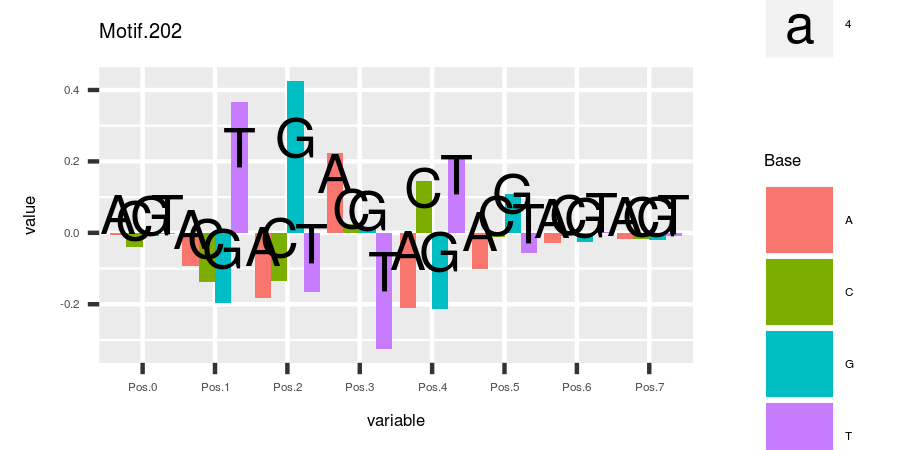 Motif.202
a 4
0.4
0.2
0.0
-0.2
value
A C G T A C G T A C G T A C G T A C G T A C G T A C G T A C G T
Pos.0 Pos.1 Pos.2 Pos.3 Pos.4 Pos.5 Pos.6 Pos.7
variable
Base
A
C
G
T